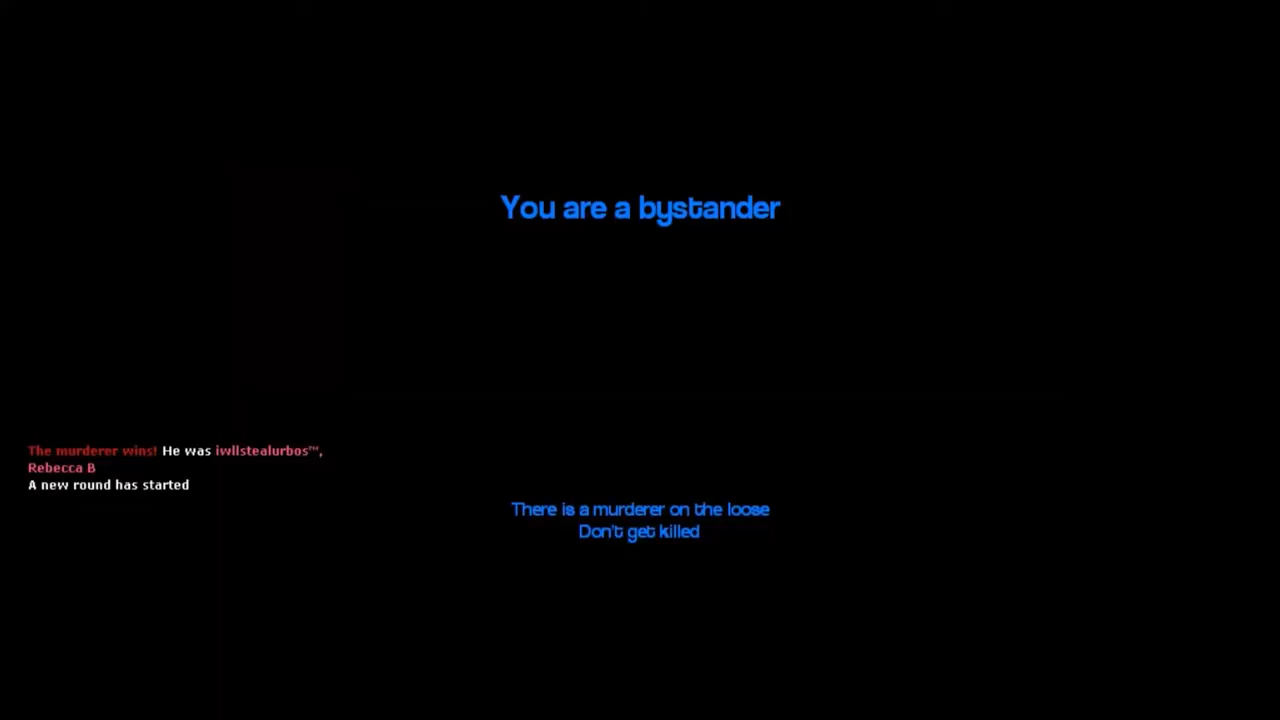 You are a bystander
The murderer wins! He was iwllstealurbos™,
Rebecca B
A new round has started
There is a murderer on the loose
Don't get killed